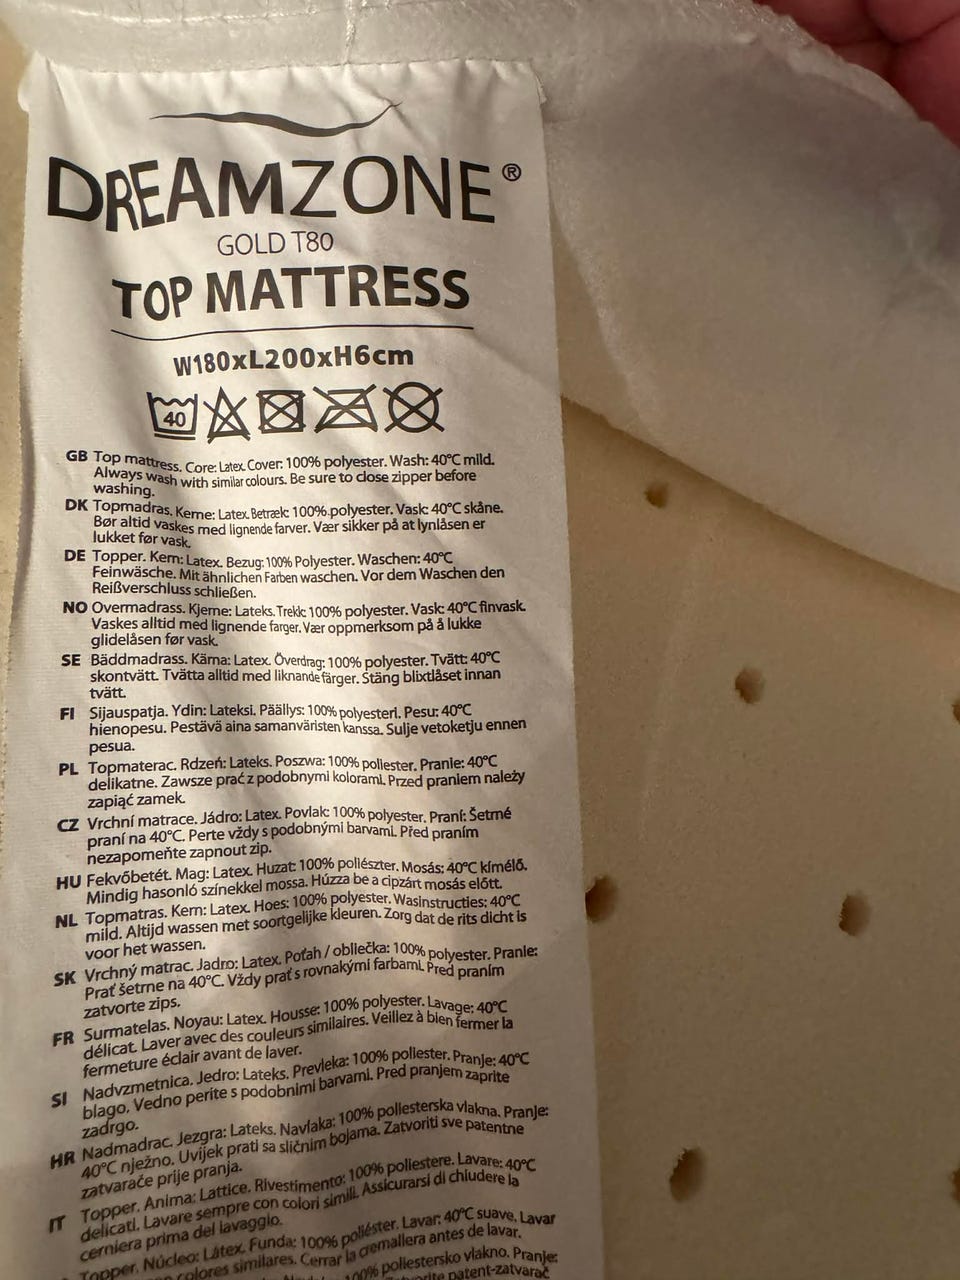 DREAMZONE®
GOLD T80
TOP MATTRESS
W180xL200xH6cm
40
GB Top mattress. Core: Latex. Cover: 100% polyester. Wash: 40°C mild.
Always wash with similar colours. Be sure to close zipper before
washing.
DK Topmadras. Kerne: Latex. Betræk: 100% polyester. Vask: 40°C skåne.
Bør altid vaskes med lignende farver. Vær sikker på at lynlåsen er
lukket før vask.
DE Topper. Kern: Latex. Bezug: 100% Polyester. Waschen: 40°C
Feinwäsche. Mit ähnlichen Farben waschen. Vor dem Waschen den
Reißverschluss schließen.
NO Overmadrass. Kjerne: Lateks. Trekk: 100% polyester. Vask: 40°C finvask.
Vaskes alltid med lignende farger. Vær oppmerksom på å lukke
glidelåsen før vask.
SE Bäddmadrass. Kärna: Latex. Överdrag: 100% polyester. Tvätt: 40°C
skontvätt. Tvätta alltid med liknande färger. Stäng blixtlåset innan
tvätt.
FI Sijauspatja. Ydin: Lateksi. Päällys: 100% polyesteri. Pesu: 40°C
hienopesu. Pestävä aina samanväristen kanssa. Sulje vetoketju ennen
pesua.
PL Topmaterac. Rdzeń: Lateks. Poszwa: 100% poliester. Pranie: 40°C
delikatne. Zawsze prać z podobnymi kolorami. Przed praniem należy
zapiąć zamek.
CZ Vrchní matrace. Jádro: Latex. Povlak: 100% polyester. Praní: Šetrné
praní na 40°C. Perte vždy s podobnými barvami. Před praním
nezapomeňte zapnout zip.
HU Fekvőbetét. Mag: Latex. Huzat: 100% poliészter. Mosás: 40°C kímélő.
Mindig hasonló színekkel mossa. Húzza be a cipzárt mosás előtt.
NL Topmatras. Kern: Latex. Hoes: 100% polyester. Wasinstructies: 40°C
mild. Altijd wassen met soortgelijke kleuren. Zorg dat de rits dicht is
voor het wassen.
SK Vrchný matrac. Jadro: Latex. Poťah / obliečka: 100% polyester. Pranie:
Prať šetrne na 40°C. Vždy prať s rovnakými farbami. Pred praním
zatvorte zips.
FR Surmatelas. Noyau: Latex. Housse: 100% polyester. Lavage: 40°C
délicat. Laver avec des couleurs similaires. Veillez à bien fermer la
fermeture éclair avant de laver.
SI Nadvzmetnica. Jedro: Lateks. Prevleka: 100% poliester. Pranje: 40°C
blago. Vedno perite s podobnimi barvami. Pred pranjem zaprite
zadrgo.
HR Nadmadrac. Jezgra: Lateks. Navlaka: 100% poliesterska vlakna. Pranje:
40°C nježno. Uvijek prati sa sličnim bojama. Zatvoriti sve patentne
zatvarače prije pranja.
IT Topper. Anima: Lattice. Rivestimento: 100% poliestere. Lavare: 40°C
delicati. Lavare sempre con colori simili. Assicurarsi di chiudere la
cerniera prima del lavaggio.
Topper. Núcleo: Látex. Funda: 100% poliéster. Lavar: 40°C suave. Lavar
colores similares. Cerrar la cremallera antes de lavar.
100% poliestersko vlakno. Pranje:
patent-zatvarač